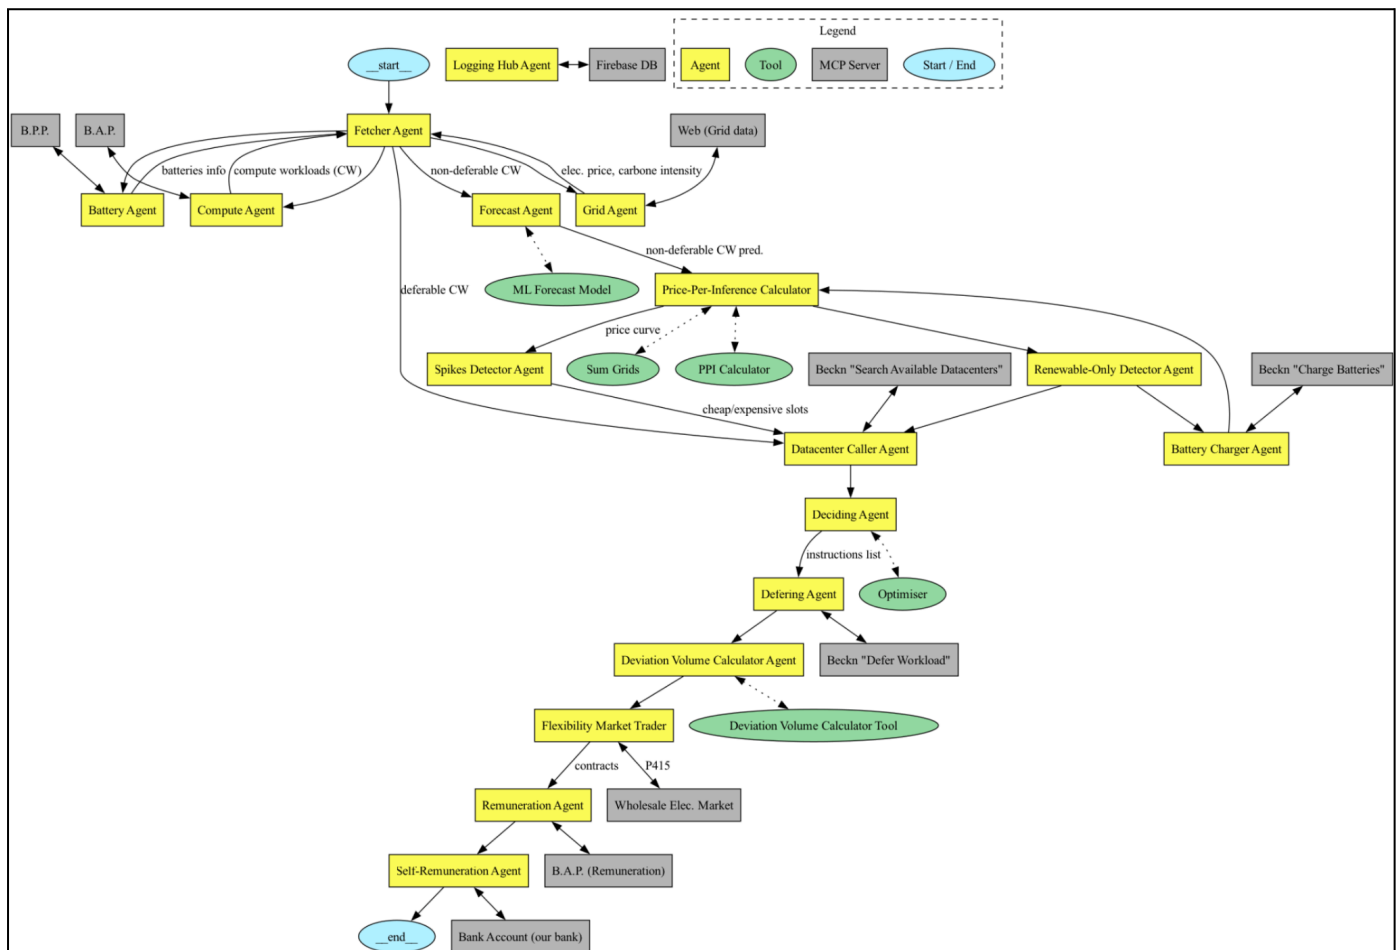 Legend
__start__
Logging Hub Agent
Firebase DB
Agent
Tool
MCP Server
Start / End
B.P.P.
B.A.P.
Fetcher Agent
Web (Grid data)
batteries info
compute workloads (CW)
non-deferable CW
elec. price, carbone intensity
Battery Agent
Compute Agent
Forecast Agent
Grid Agent
non-deferable CW pred.
deferable CW
ML Forecast Model
Price-Per-Inference Calculator
price curve
Spikes Detector Agent
Sum Grids
PPI Calculator
Beckn "Search Available Datacenters"
Renewable-Only Detector Agent
Beckn "Charge Batteries"
cheap/expensive slots
Datacenter Caller Agent
Battery Charger Agent
Deciding Agent
instructions list
Defering Agent
Optimiser
Deviation Volume Calculator Agent
Beckn "Defer Workload"
Flexibility Market Trader
Deviation Volume Calculator Tool
contracts
P415
Remuneration Agent
Wholesale Elec. Market
Self-Remuneration Agent
B.A.P. (Remuneration)
__end__
Bank Account (our bank)